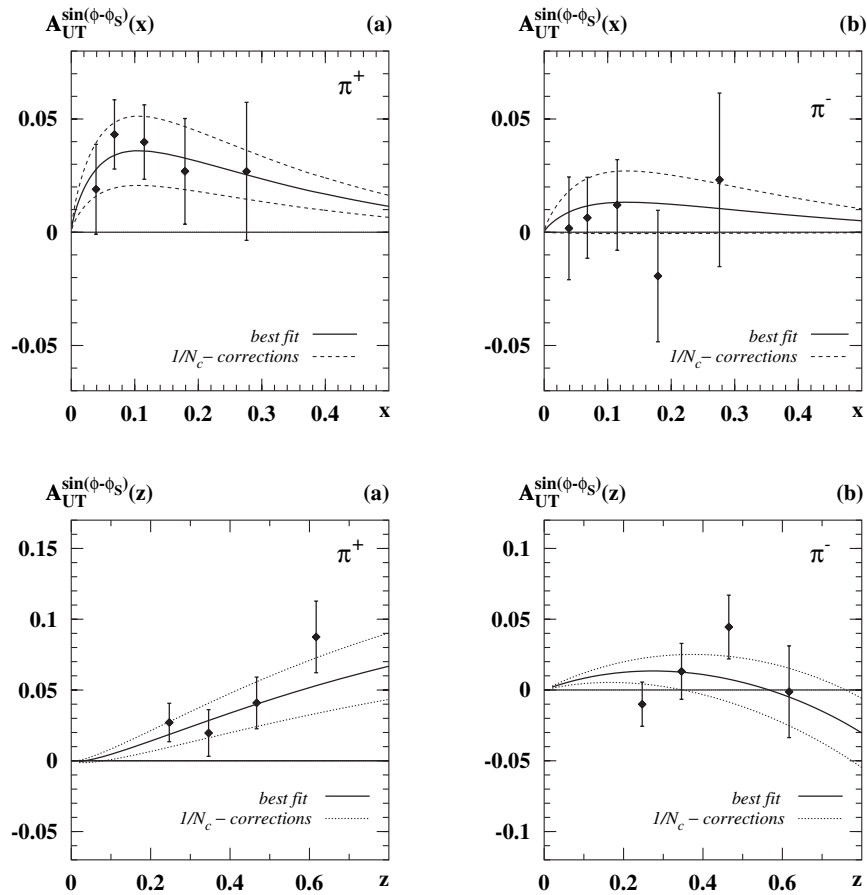 A_UT^sin(ϕ-ϕ_S)(x) (a)
π+
0.05
0
-0.05
best fit
1/N_c – corrections
0 0.1 0.2 0.3 0.4 x
A_UT^sin(ϕ-ϕ_S)(x) (b)
π-
0.05
0
-0.05
best fit
1/N_c – corrections
0 0.1 0.2 0.3 0.4 x
A_UT^sin(ϕ-ϕ_S)(z) (a)
π+
0.15
0.1
0.05
0
-0.05
best fit
1/N_c – corrections
0 0.2 0.4 0.6 z
A_UT^sin(ϕ-ϕ_S)(z) (b)
π-
0.1
0.05
0
-0.05
-0.1
best fit
1/N_c – corrections
0 0.2 0.4 0.6 z